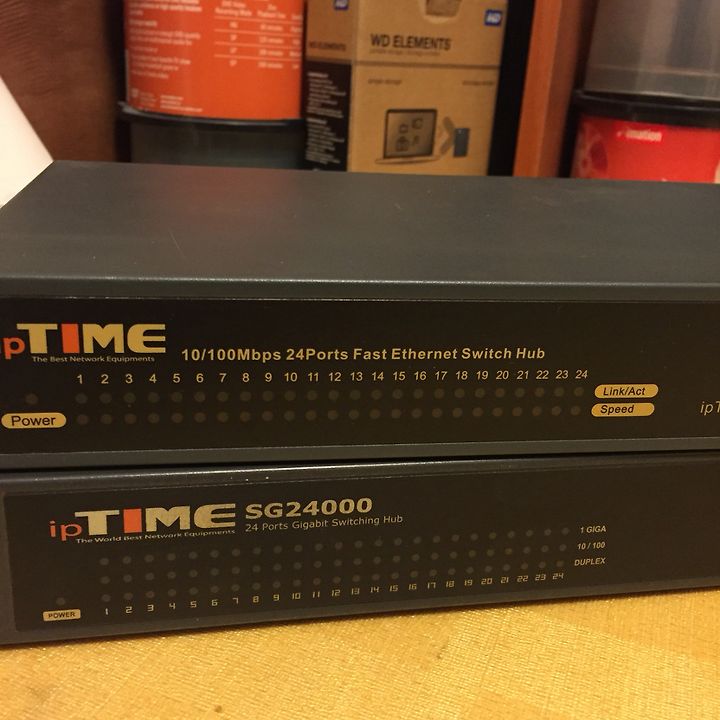 WD ELEMENTS
WD
imation
ipTIME
The Best Network Equipments
10/100Mbps 24Ports Fast Ethernet Switch Hub
1 2 3 4 5 6 7 8 9 10 11 12 13 14 15 16 17 18 19 20 21 22 23 24
Link/Act
Speed
Power
ipT
ipTIME SG24000
The World Best Network Equipments
24 Ports Gigabit Switching Hub
1 GIGA
10 / 100
DUPLEX
POWER
1 2 3 4 5 6 7 8 9 10 11 12 13 14 15 16 17 18 19 20 21 22 23 24